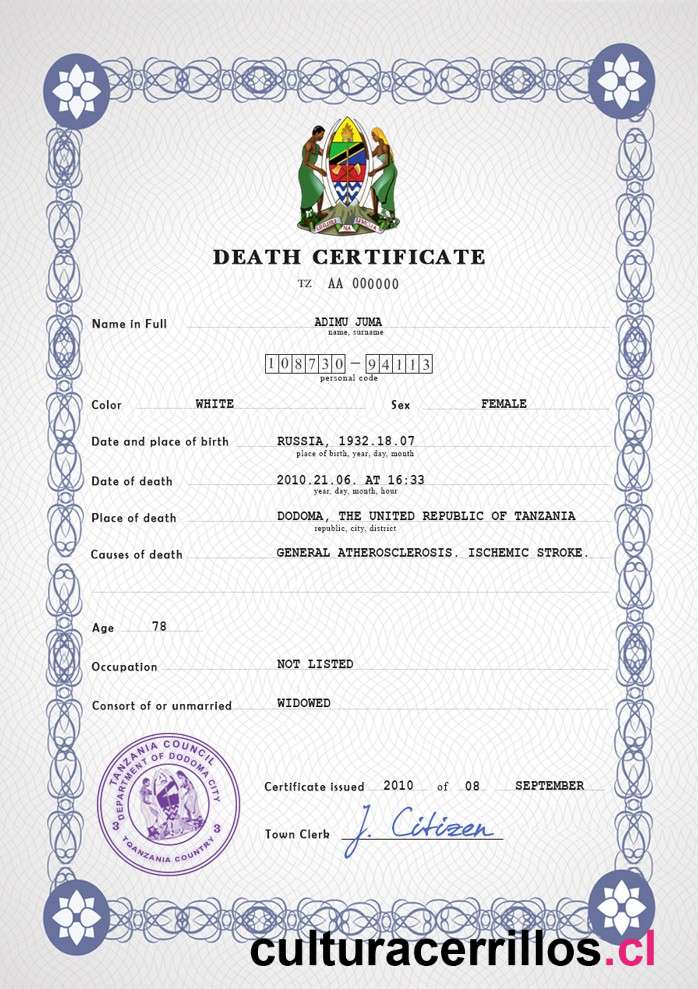 UHURU NA UMOJA
DEATH CERTIFICATE
TZ AA 000000
Name in Full ADIMU JUMA
name, surname
108730-94113
personal code
Color WHITE Sex FEMALE
Date and place of birth RUSSIA, 1932.18.07
place of birth, year, day, month
Date of death 2010.21.06. AT 16:33
year, day, month, hour
Place of death DODOMA, THE UNITED REPUBLIC OF TANZANIA
republic, city, district
Causes of death GENERAL ATHEROSCLEROSIS. ISCHEMIC STROKE.
Age 78
Occupation NOT LISTED
Consort of or unmarried WIDOWED
TANZANIA COUNCIL
DEPARTMENT OF DODOMA CITY
3 3
TQANZANIA COUNTRY
Certificate issued 2010 of 08 SEPTEMBER
Town Clerk J. Citizen
culturacerrillos.cl